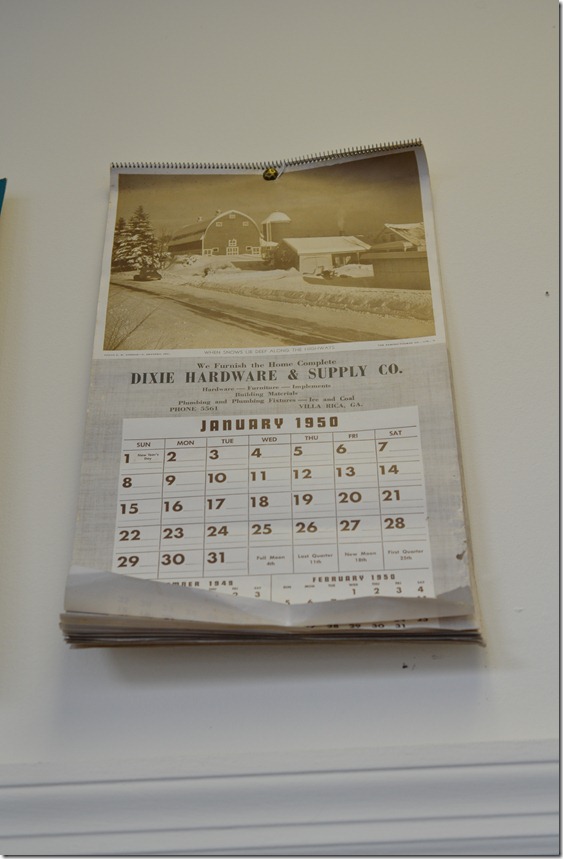 WHEN SNOWS LIE DEEP ALONG THE HIGHWAYS
We Furnish the Home Complete
DIXIE HARDWARE & SUPPLY CO.
Hardware — Furniture — Implements
Building Materials
Plumbing and Plumbing Fixtures — Ice and Coal
PHONE 5561 VILLA RICA, GA.
JANUARY 1950
SUN MON TUE WED THU FRI SAT
1 New Year's Day 2 3 4 5 6 7
8 9 10 11 12 13 14
15 16 17 18 19 20 21
22 23 24 25 26 27 28
29 30 31 Full Moon 4th Last Quarter 11th New Moon 18th First Quarter 25th
1949 FEBRUARY 1950
1 2 3 4